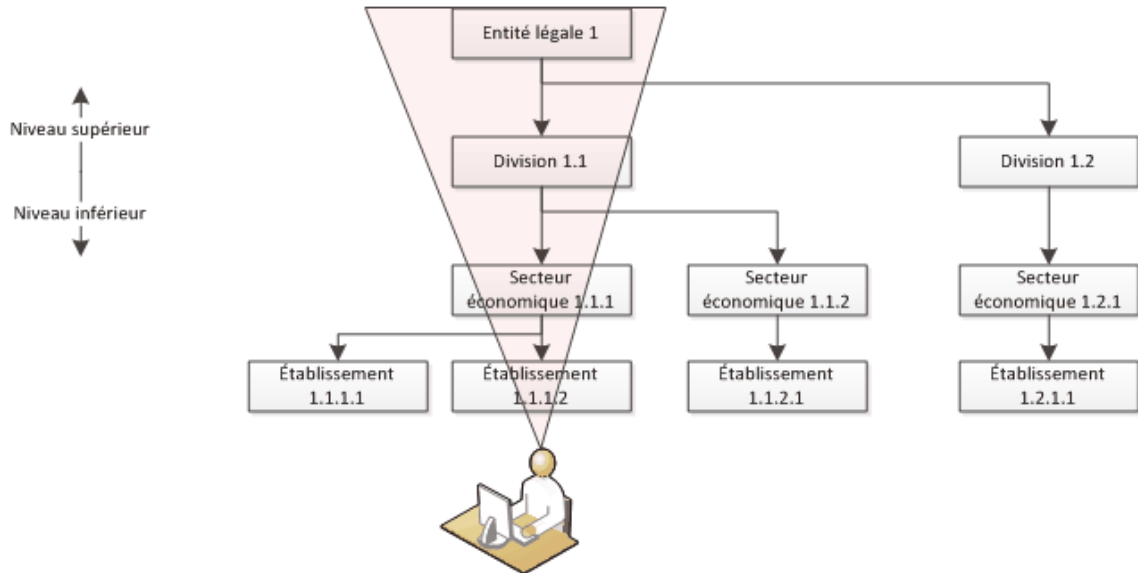 Entité légale 1
Niveau supérieur
Niveau inférieur
Division 1.1
Division 1.2
Secteur
économique 1.1.1
Secteur
économique 1.1.2
Secteur
économique 1.2.1
Établissement
1.1.1.1
Établissement
1.1.1.2
Établissement
1.1.2.1
Établissement
1.2.1.1